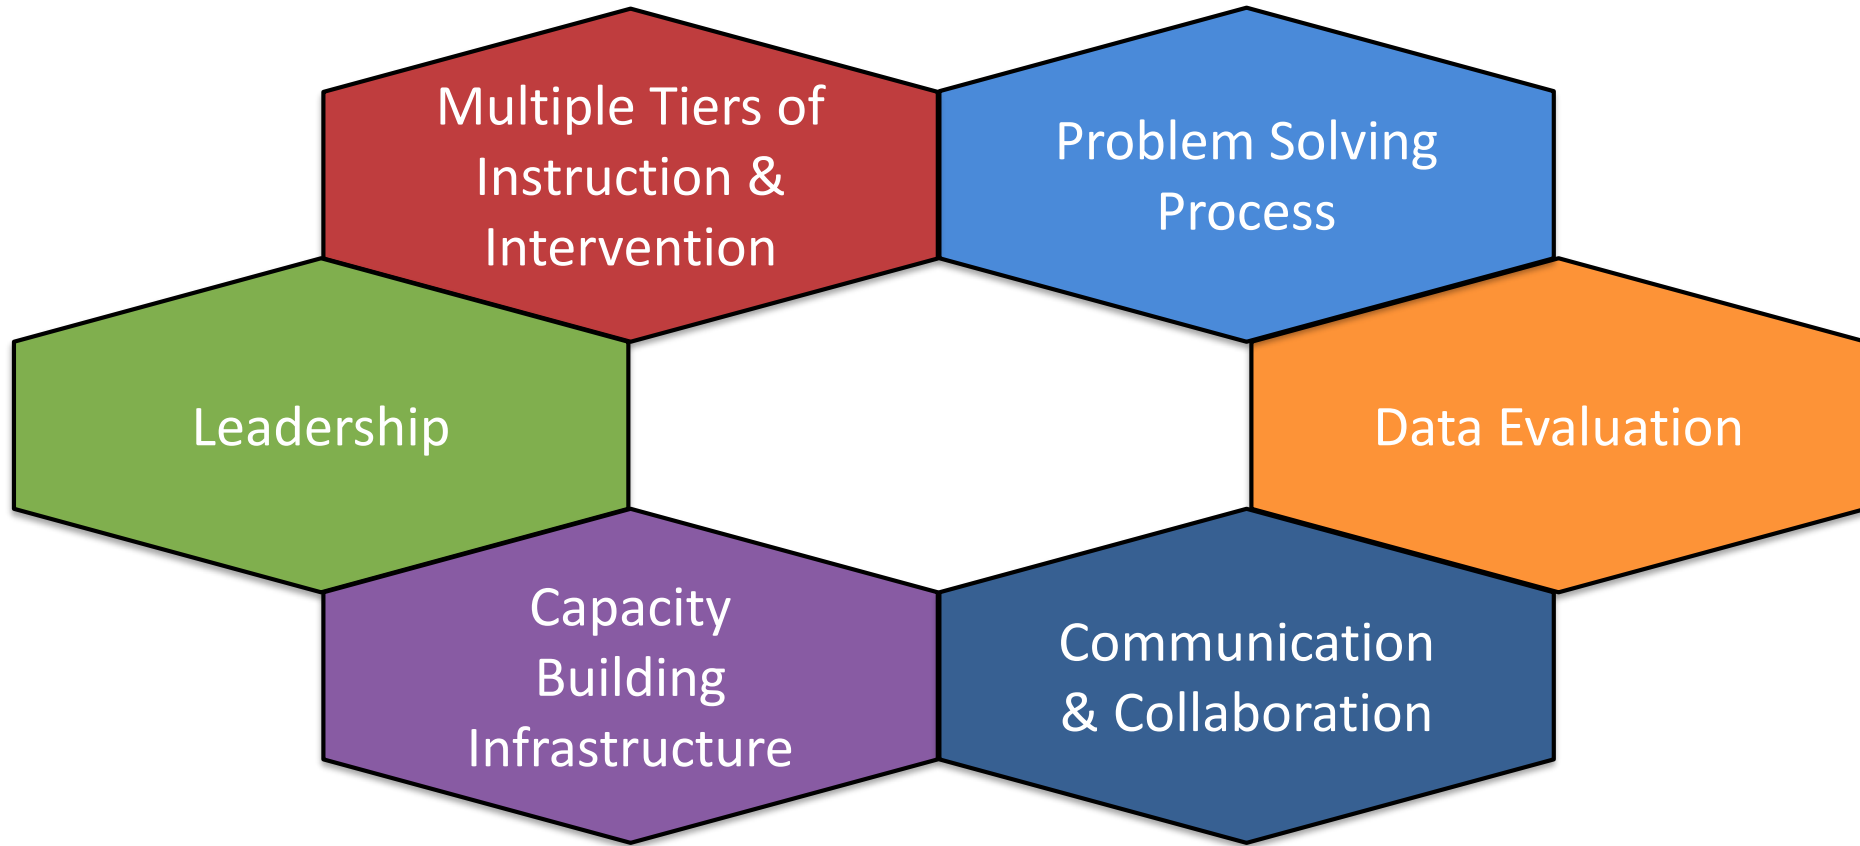 Multiple Tiers of
Instruction &
Intervention
Problem Solving
Process
Leadership
Data Evaluation
Capacity
Building
Infrastructure
Communication
& Collaboration